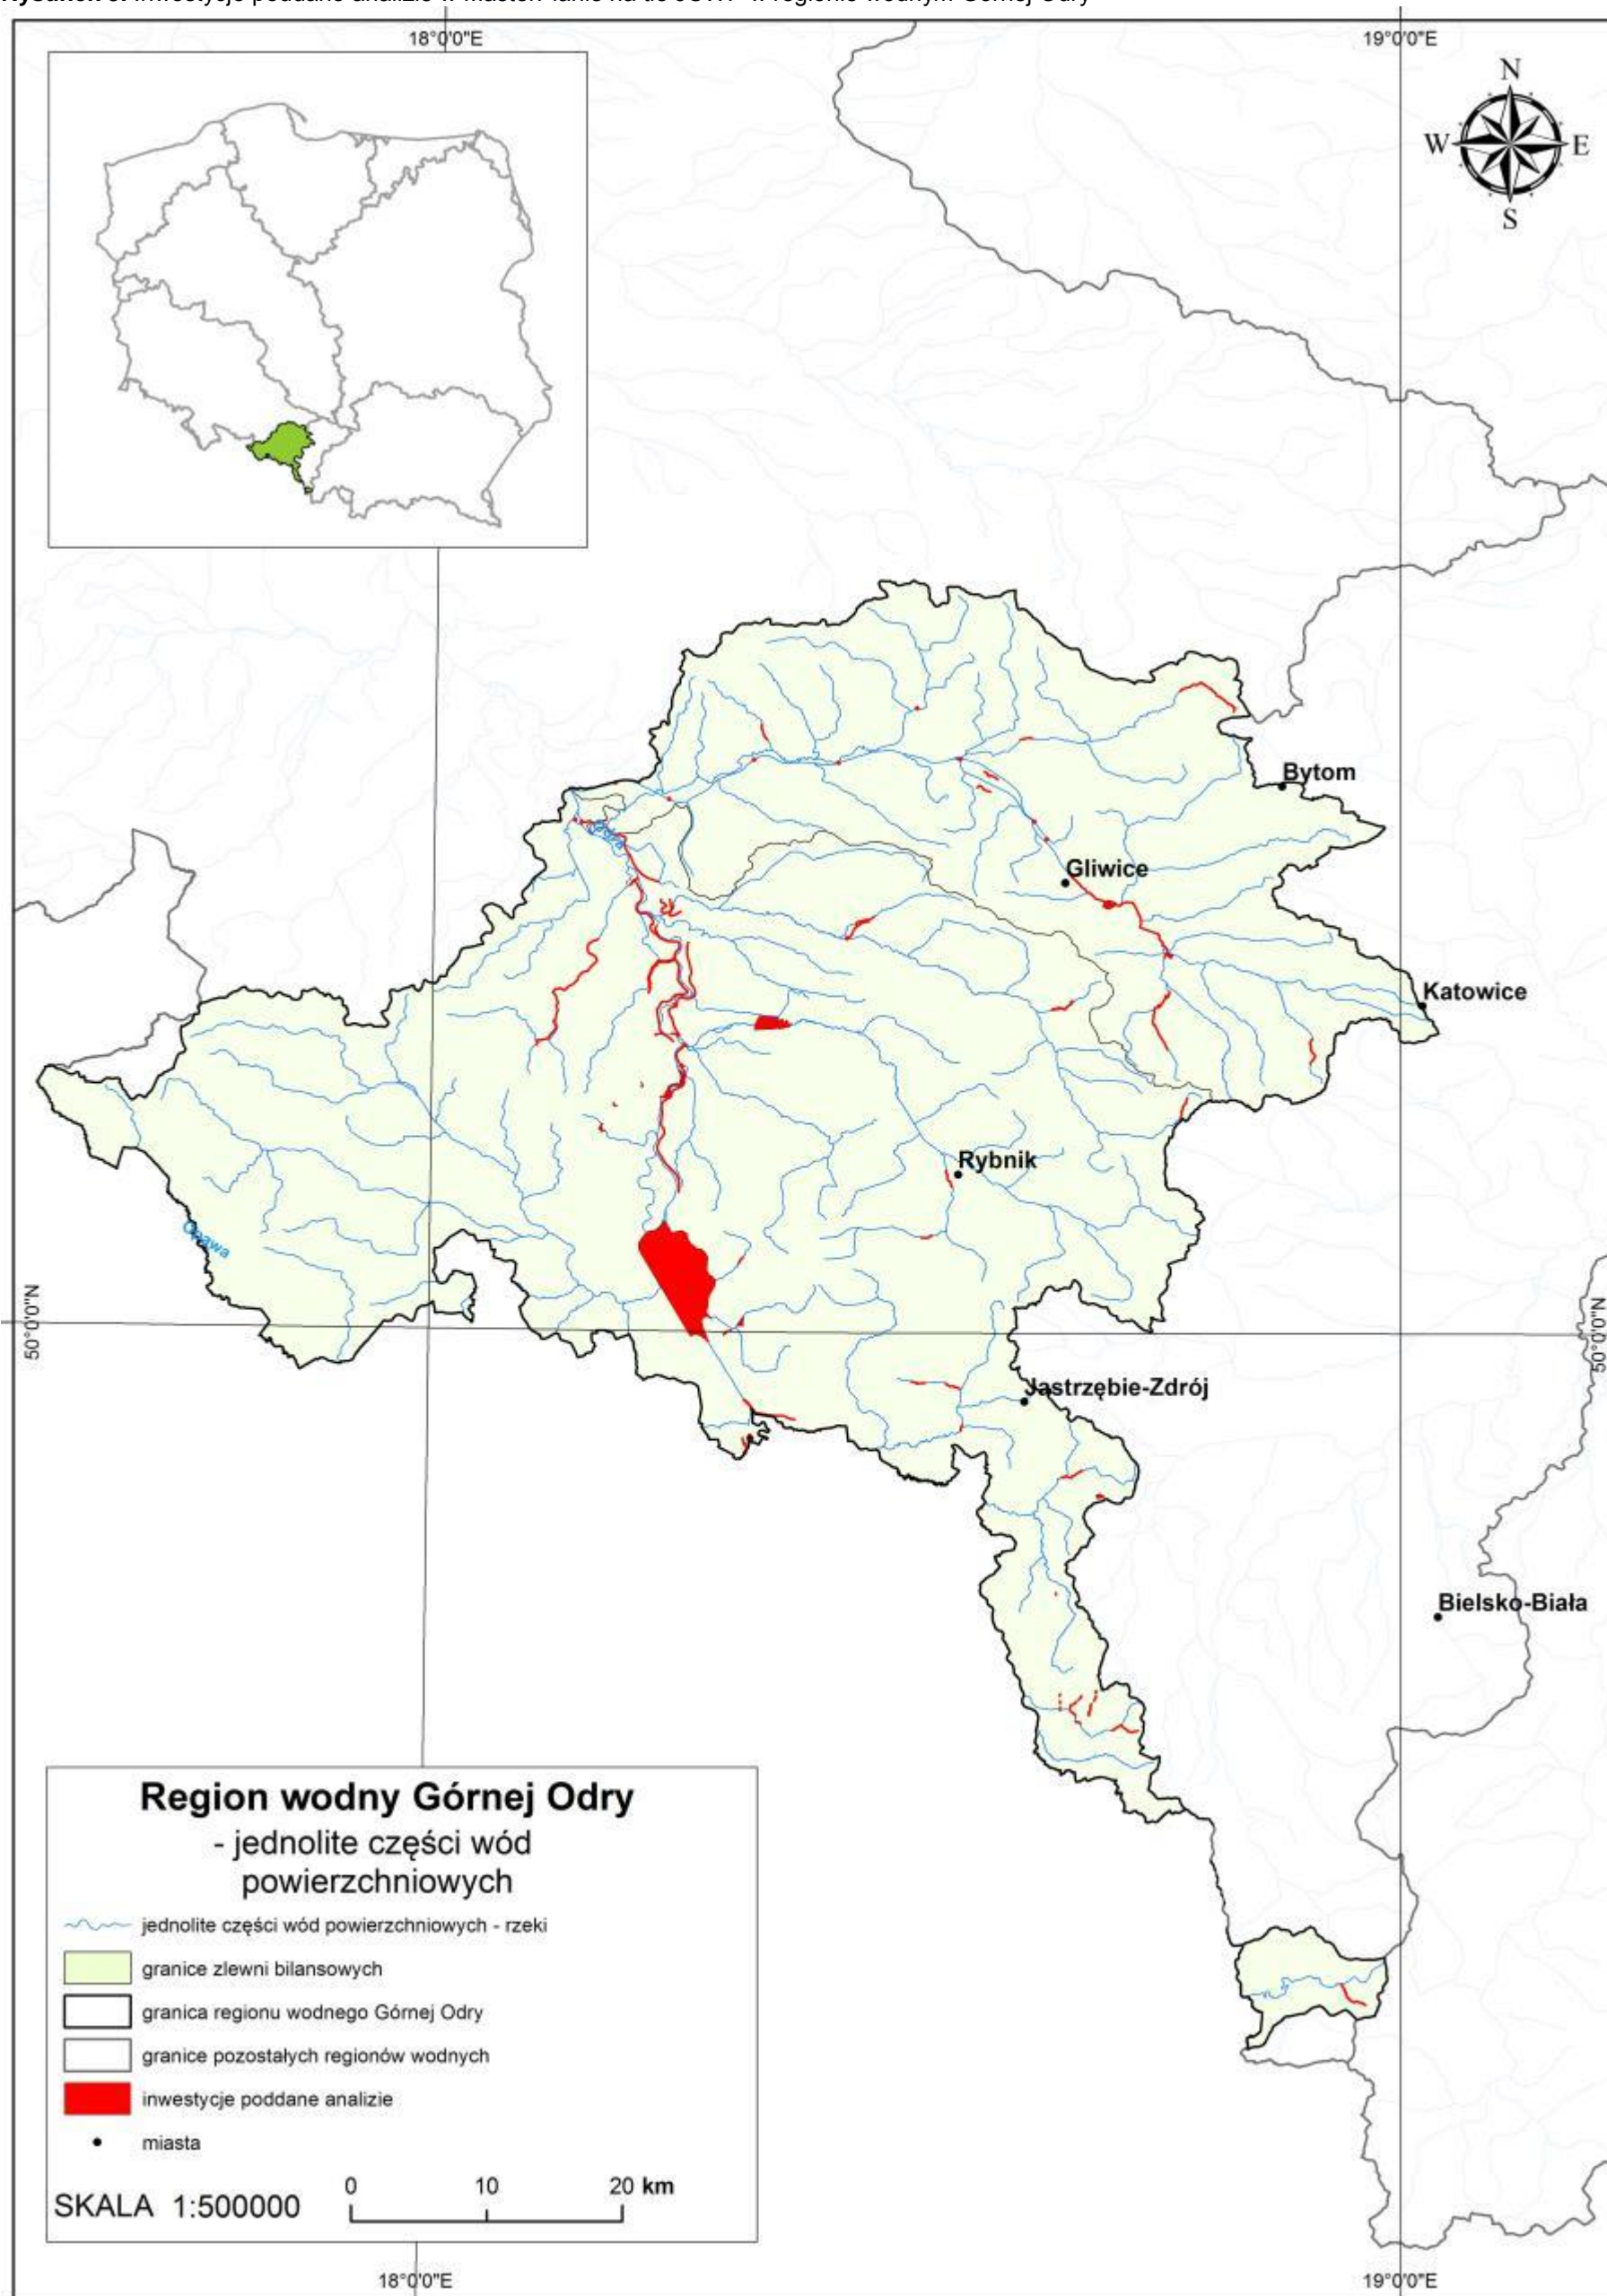 18°0'0"E
19°0'0"E
N
W
E
S
Bytom
Gliwice
Katowice
Rybnik
Opawa
50°0'0"N
50°0'0"N
Jastrzębie-Zdrój
Bielsko-Biała
Region wodny Górnej Odry
- jednolite części wód
powierzchniowych
jednolite części wód powierzchniowych - rzeki
granice zlewni bilansowych
granica regionu wodnego Górnej Odry
granice pozostałych regionów wodnych
inwestycje poddane analizie
miasta
0 10 20 km
SKALA 1:500000
18°0'0"E
19°0'0"E